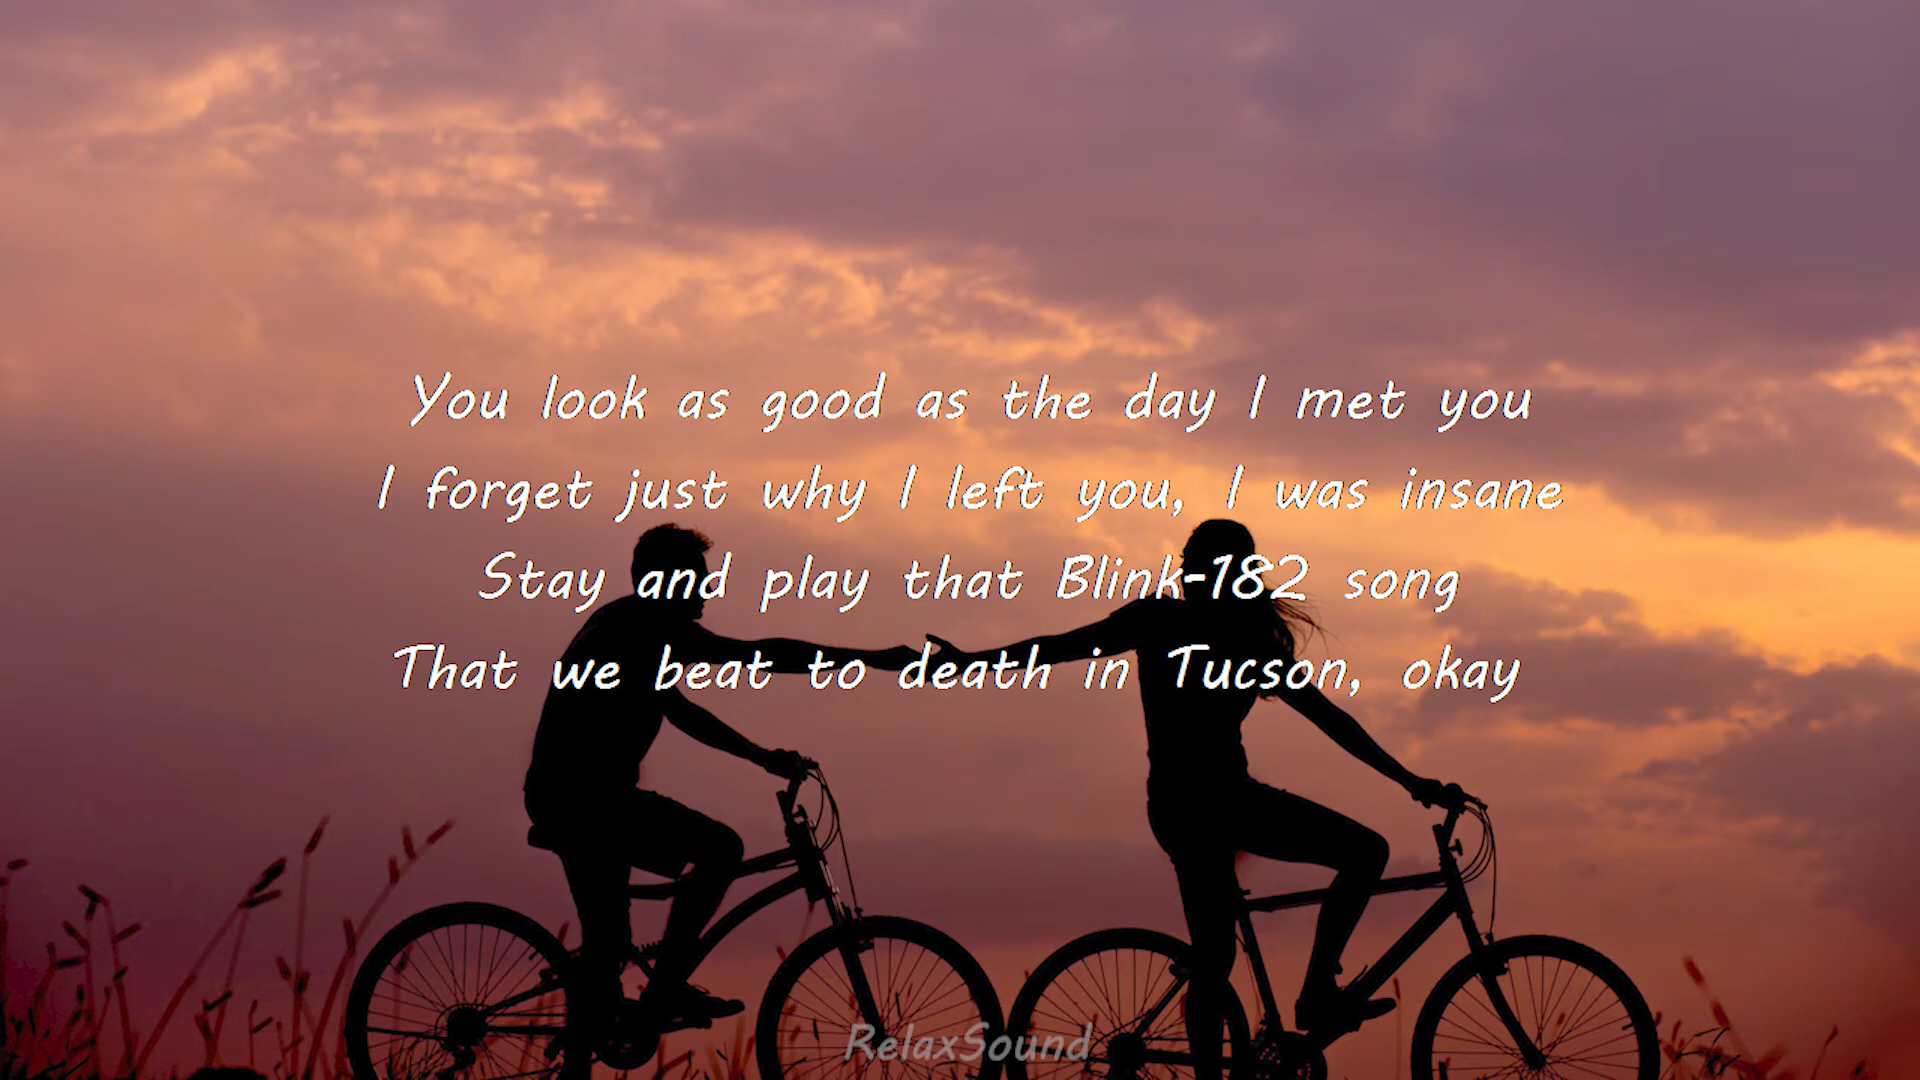 You look as good as the day I met you
I forget just why I left you, I was insane
Stay and play that Blink-182 song
That we beat to death in Tucson, okay
RelaxSound